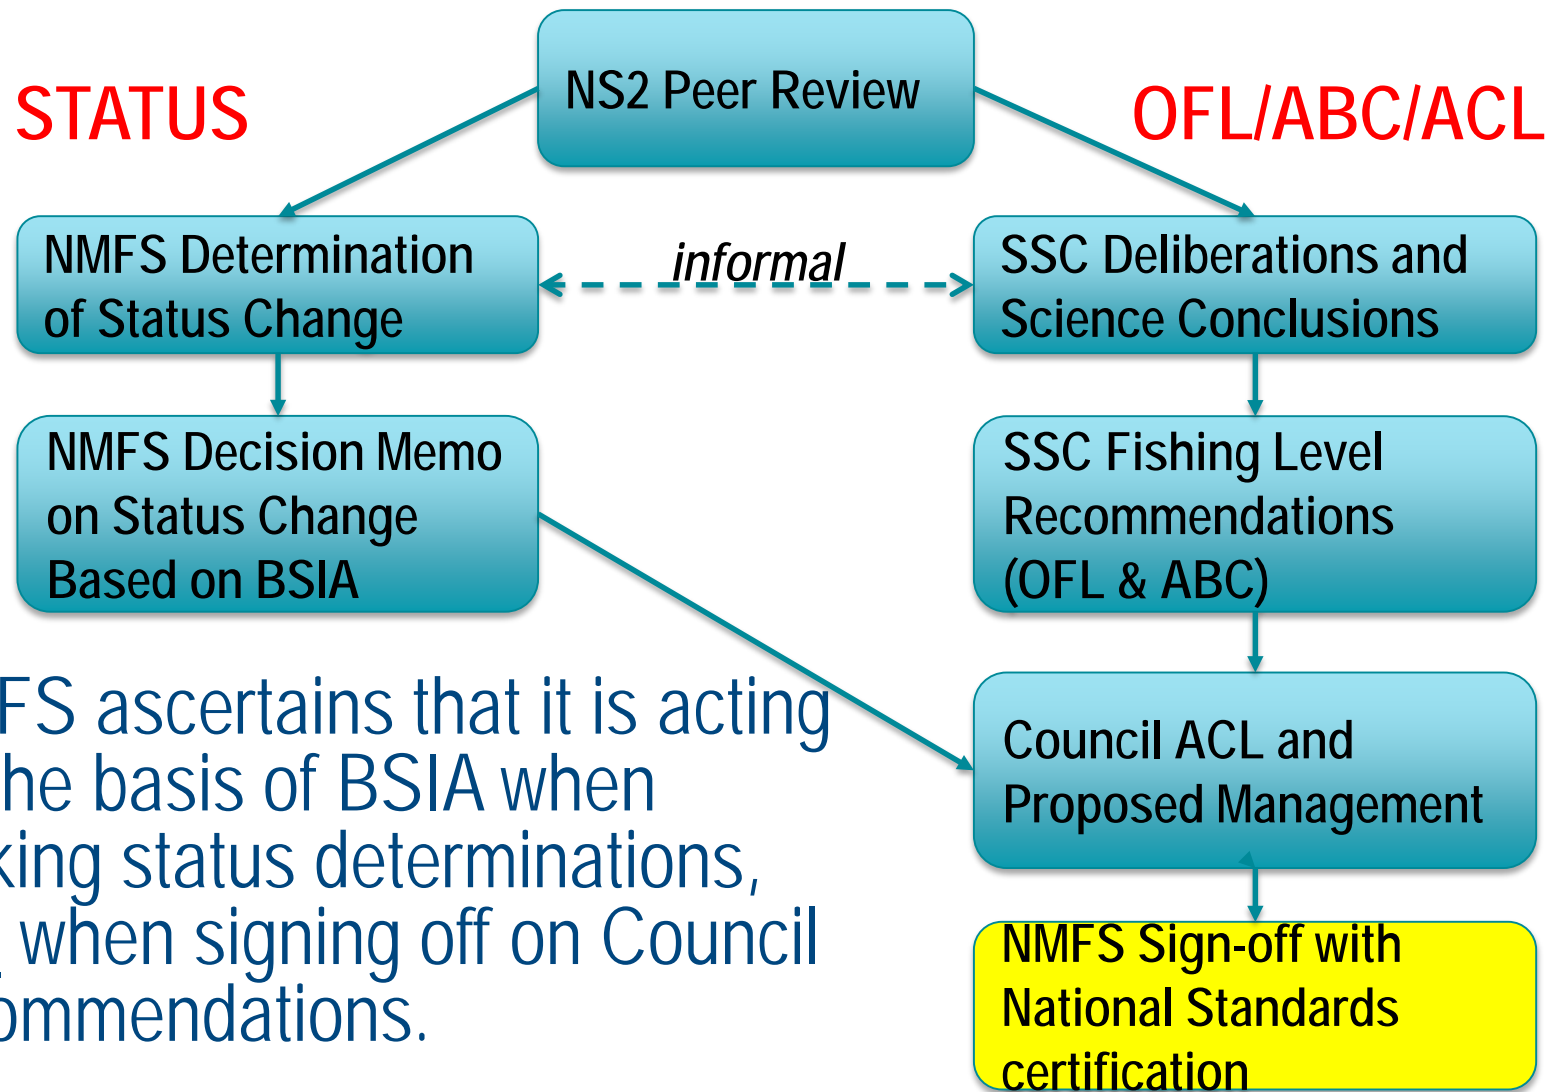 NS2 Peer Review
STATUS
OFL/ABC/ACL
NMFS Determination
of Status Change
informal
SSC Deliberations and
Science Conclusions
NMFS Decision Memo
on Status Change
Based on BSIA
SSC Fishing Level
Recommendations
(OFL & ABC)
FS ascertains that it is acting
he basis of BSIA when
king status determinations,
when signing off on Council
ommendations.
Council ACL and
Proposed Management
NMFS Sign-off with
National Standards
certification